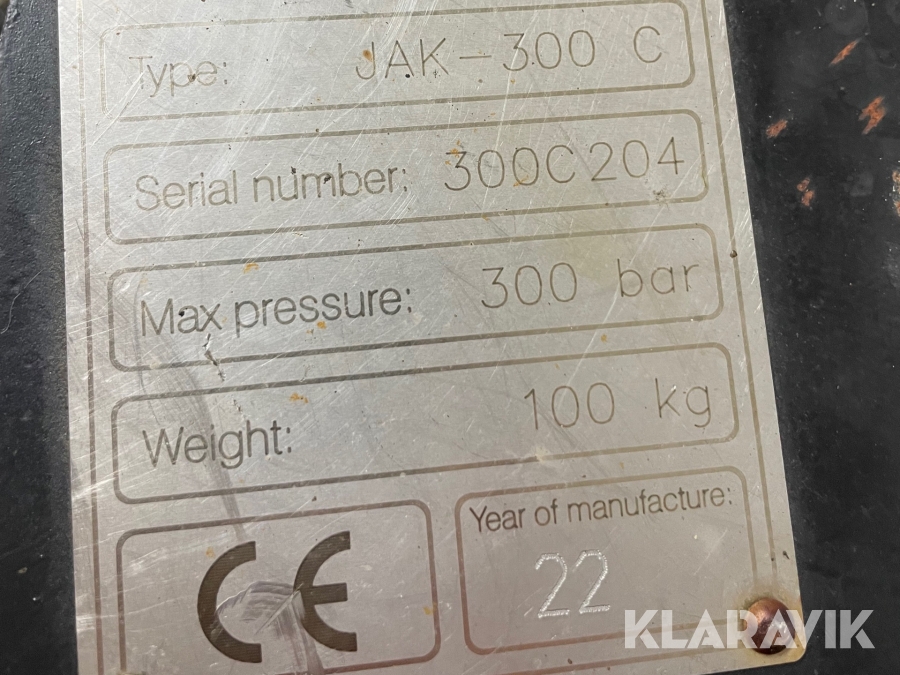 Type: JAK-300 C
Serial number: 300C204
Max pressure: 300 bar
Weight: 100 kg
CE
Year of manufacture:
22
KLARAVIK